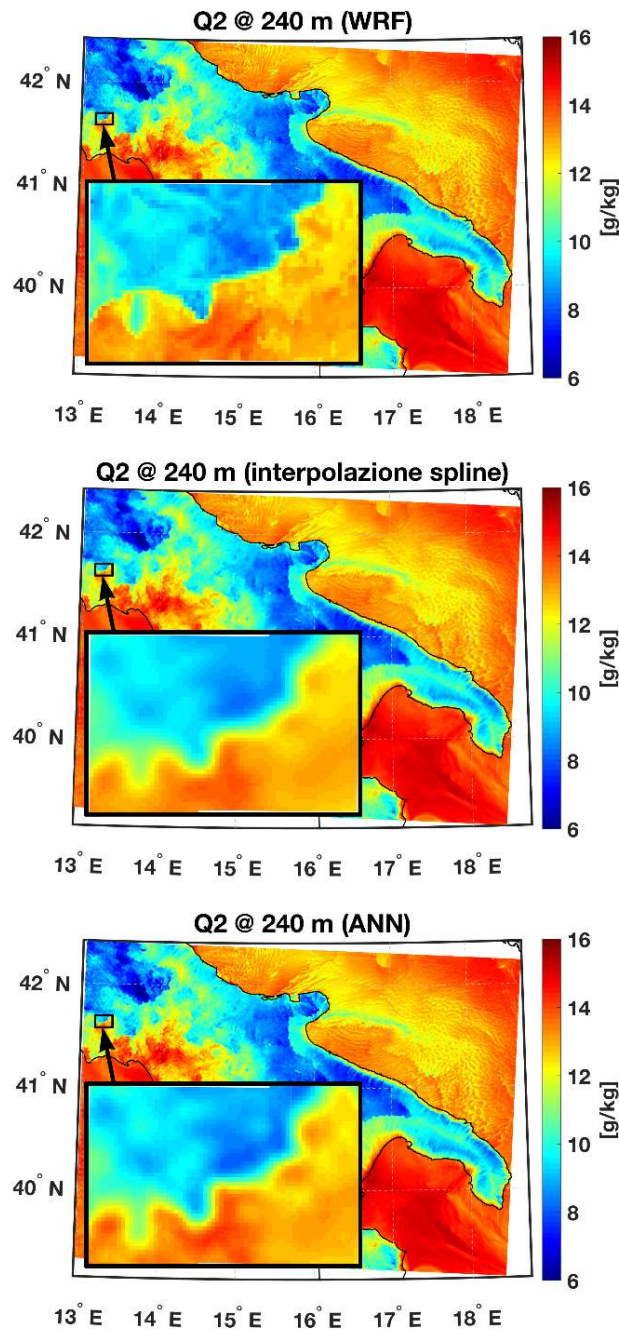 Q2 @ 240 m (WRF)
42° N
41° N
40° N
13° E 14° E 15° E 16° E 17° E 18° E
16
14
12
10
8
6
[g/kg]
Q2 @ 240 m (interpolazione spline)
42° N
41° N
40° N
13° E 14° E 15° E 16° E 17° E 18° E
16
14
12
10
8
6
[g/kg]
Q2 @ 240 m (ANN)
42° N
41° N
40° N
13° E 14° E 15° E 16° E 17° E 18° E
16
14
12
10
8
6
[g/kg]